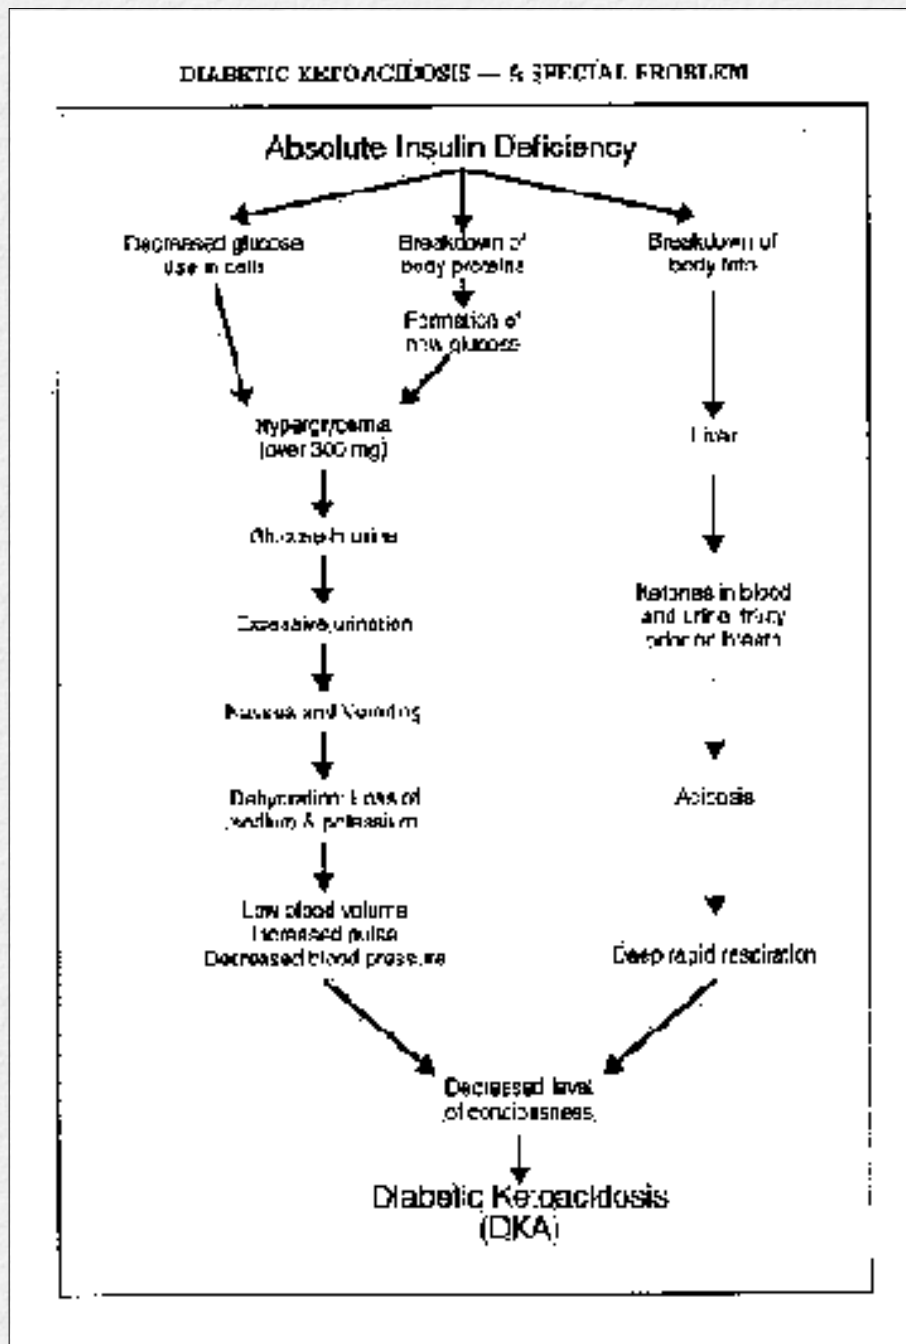 DIABETIC KETOACIDOSIS — A SPECIAL PROBLEM
Absolute Insulin Deficiency
Decreased glucose
use in cells
Breakdown of
body proteins
Breakdown of
body fats
Formation of
new glucose
Hyperglycemia
(over 300 mg)
Liver
Glucose in urine
Ketones in blood
and urine, fruity
odor on breath
Excessive urination
Nausea and Vomiting
Dehydration: Loss of
sodium & potassium
Acidosis
Low blood volume
Increased pulse
Decreased blood pressure
Deep rapid respiration
Decreased level
of conciousness
Diabetic Ketoacidosis
(DKA)